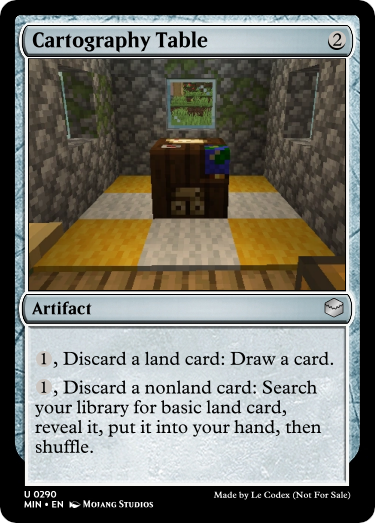 Cartography Table 2
Artifact
1, Discard a land card: Draw a card.
1, Discard a nonland card: Search
your library for basic land card,
reveal it, put it into your hand, then
shuffle.
U 0290
MIN • EN Mojang Studios
Made by Le Codex (Not For Sale)